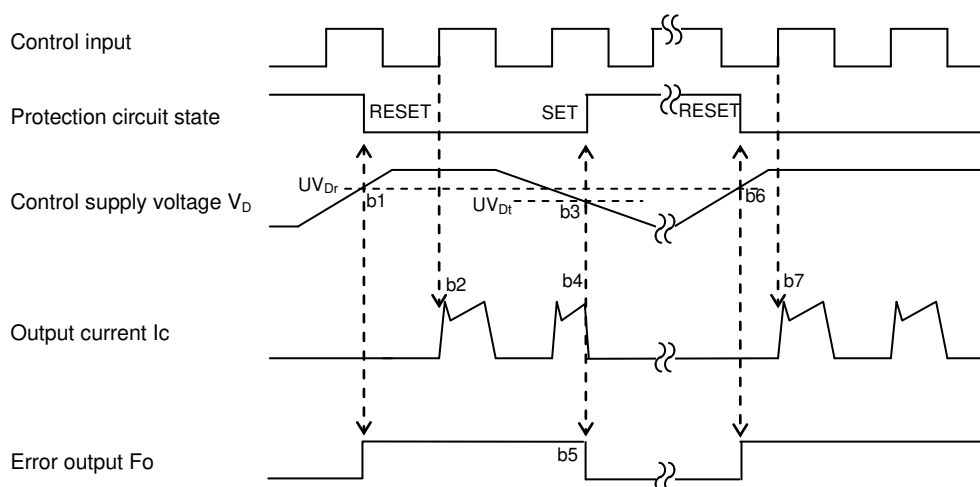 Control input
Protection circuit state
RESET
SET
RESET
Control supply voltage VD
UVDr
b1
UVDt
b3
b6
b2
b4
b7
Output current Ic
Error output Fo
b5